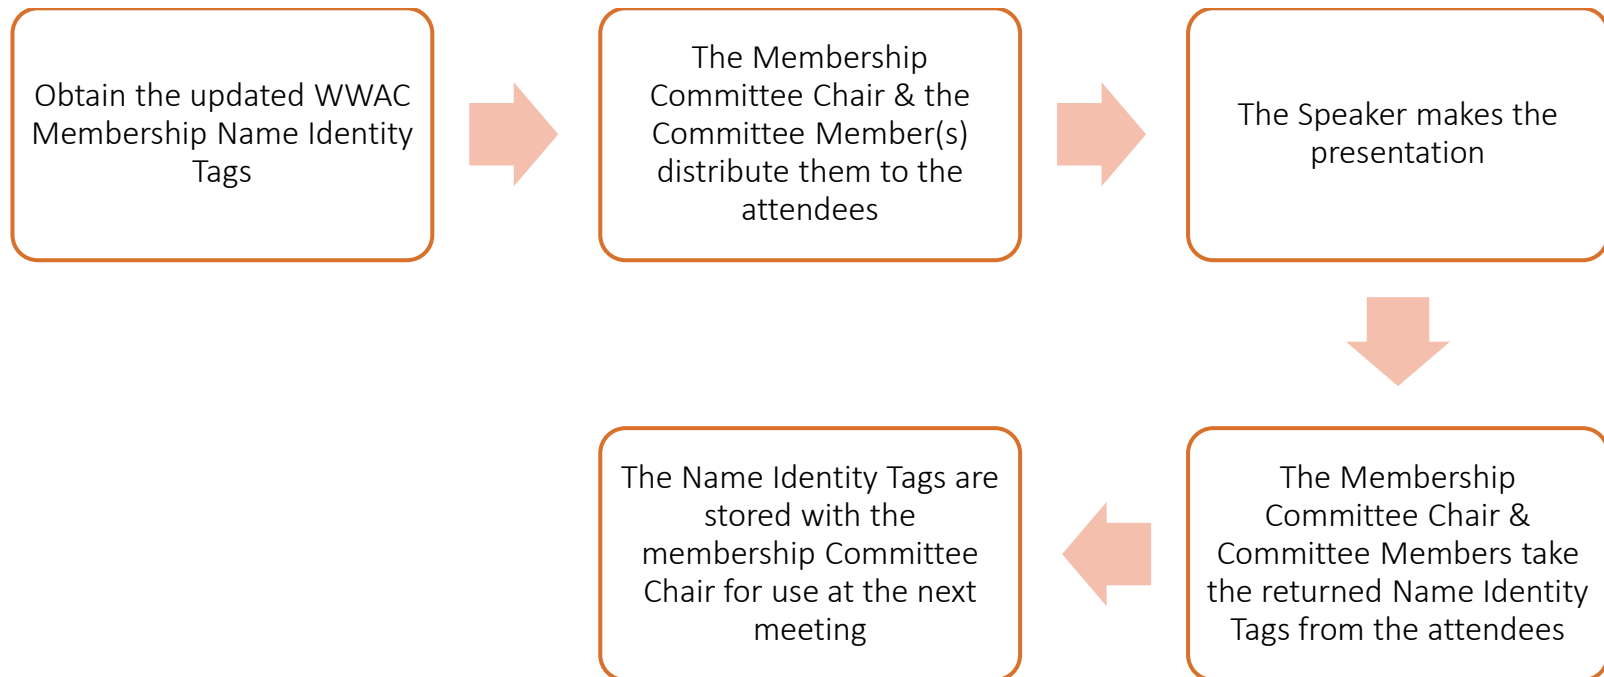 Obtain the updated WWAC
Membership Name Identity
Tags
The Membership
Committee Chair & the
Committee Member(s)
distribute them to the
attendees
The Speaker makes the
presentation
The Membership
Committee Chair &
Committee Members take
the returned Name Identity
Tags from the attendees
The Name Identity Tags are
stored with the
membership Committee
Chair for use at the next
meeting